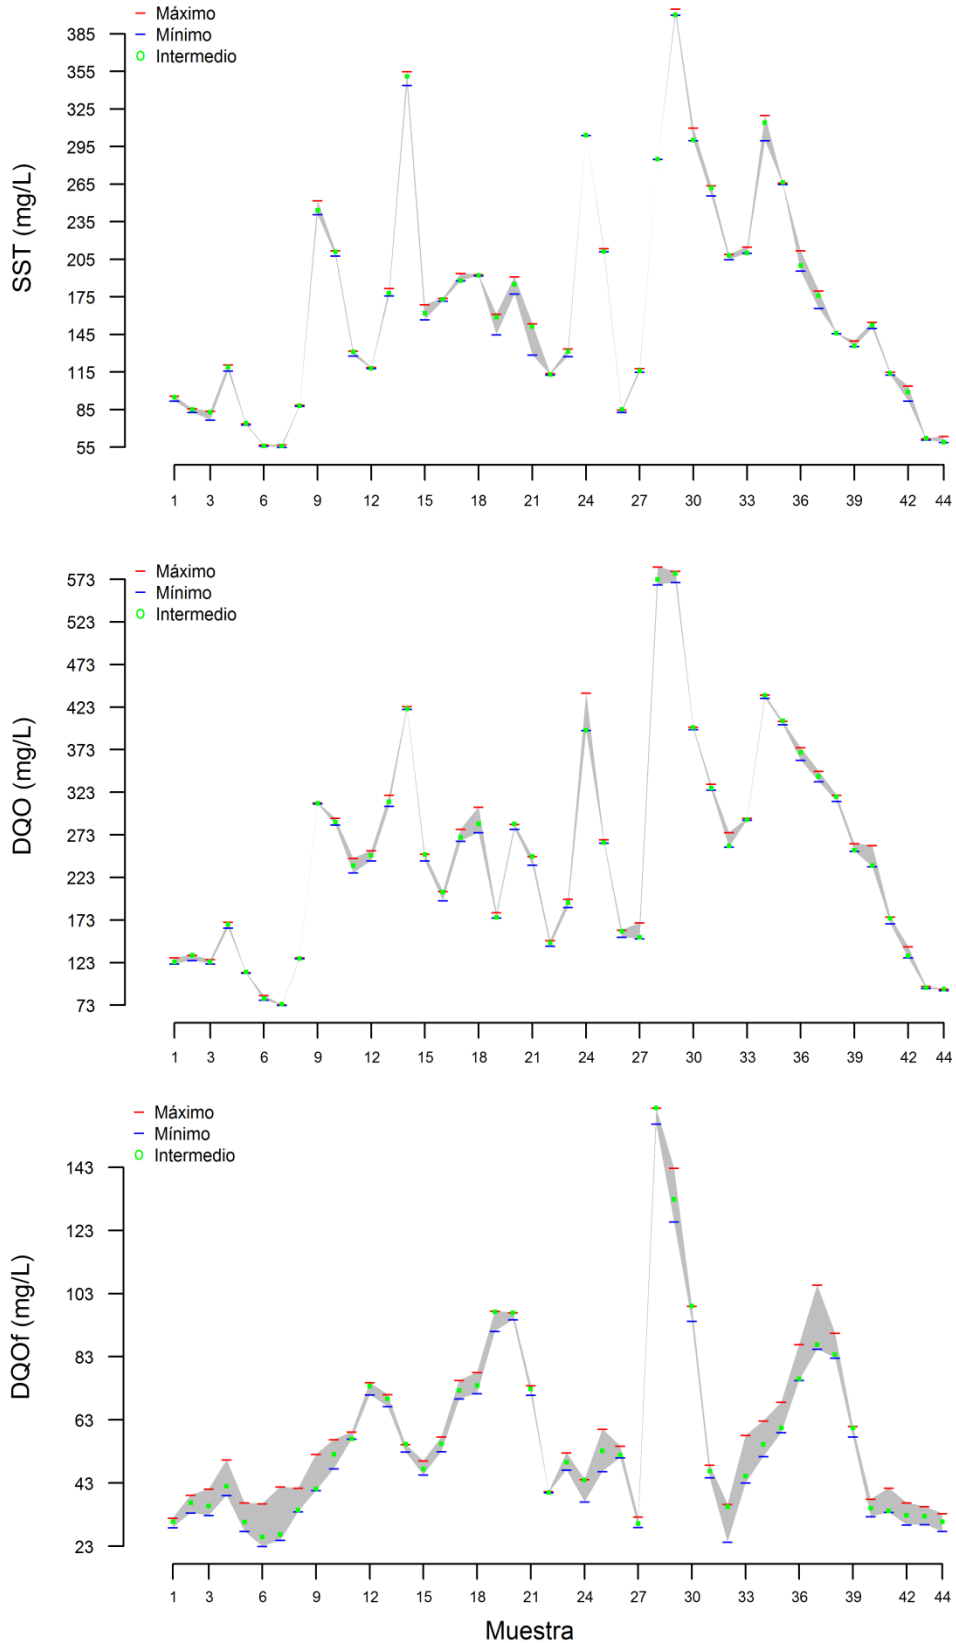 Máximo
Mínimo
Intermedio
SST (mg/L)
385
355
325
295
265
235
205
175
145
115
85
55
1 3 6 9 12 15 18 21 24 27 30 33 36 39 42 44
Máximo
Mínimo
Intermedio
DQO (mg/L)
573
523
473
423
373
323
273
223
173
123
73
1 3 6 9 12 15 18 21 24 27 30 33 36 39 42 44
Máximo
Mínimo
Intermedio
DQOf (mg/L)
143
123
103
83
63
43
23
1 3 6 9 12 15 18 21 24 27 30 33 36 39 42 44
Muestra